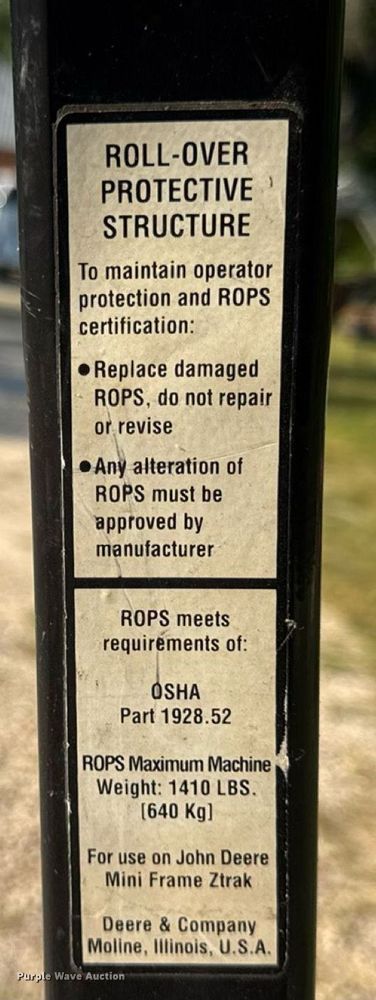 ROLL-OVER
PROTECTIVE
STRUCTURE
To maintain operator
protection and ROPS
certification:
● Replace damaged
ROPS, do not repair
or revise
● Any alteration of
ROPS must be
approved by
manufacturer
ROPS meets
requirements of:
OSHA
Part 1928.52
ROPS Maximum Machine
Weight: 1410 LBS.
[640 Kg]
For use on John Deere
Mini Frame Ztrak
Deere & Company
Moline, Illinois, U.S.A.
Purple Wave Auction